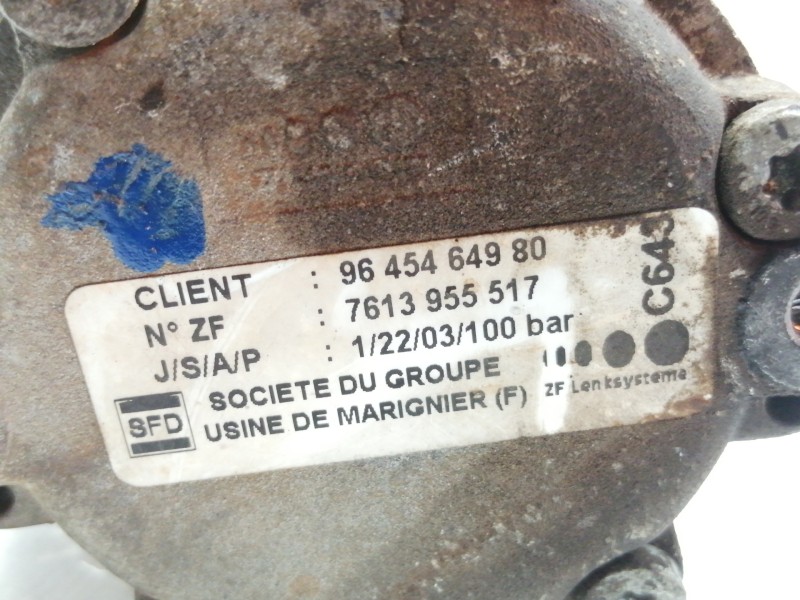 CLIENT : 96 454 649 80
N° ZF : 7613 955 517
J/S/A/P : 1/22/03/100 bar
SFD
SOCIETE DU GROUPE
USINE DE MARIGNIER (F)
ZF Lenksysteme
C643